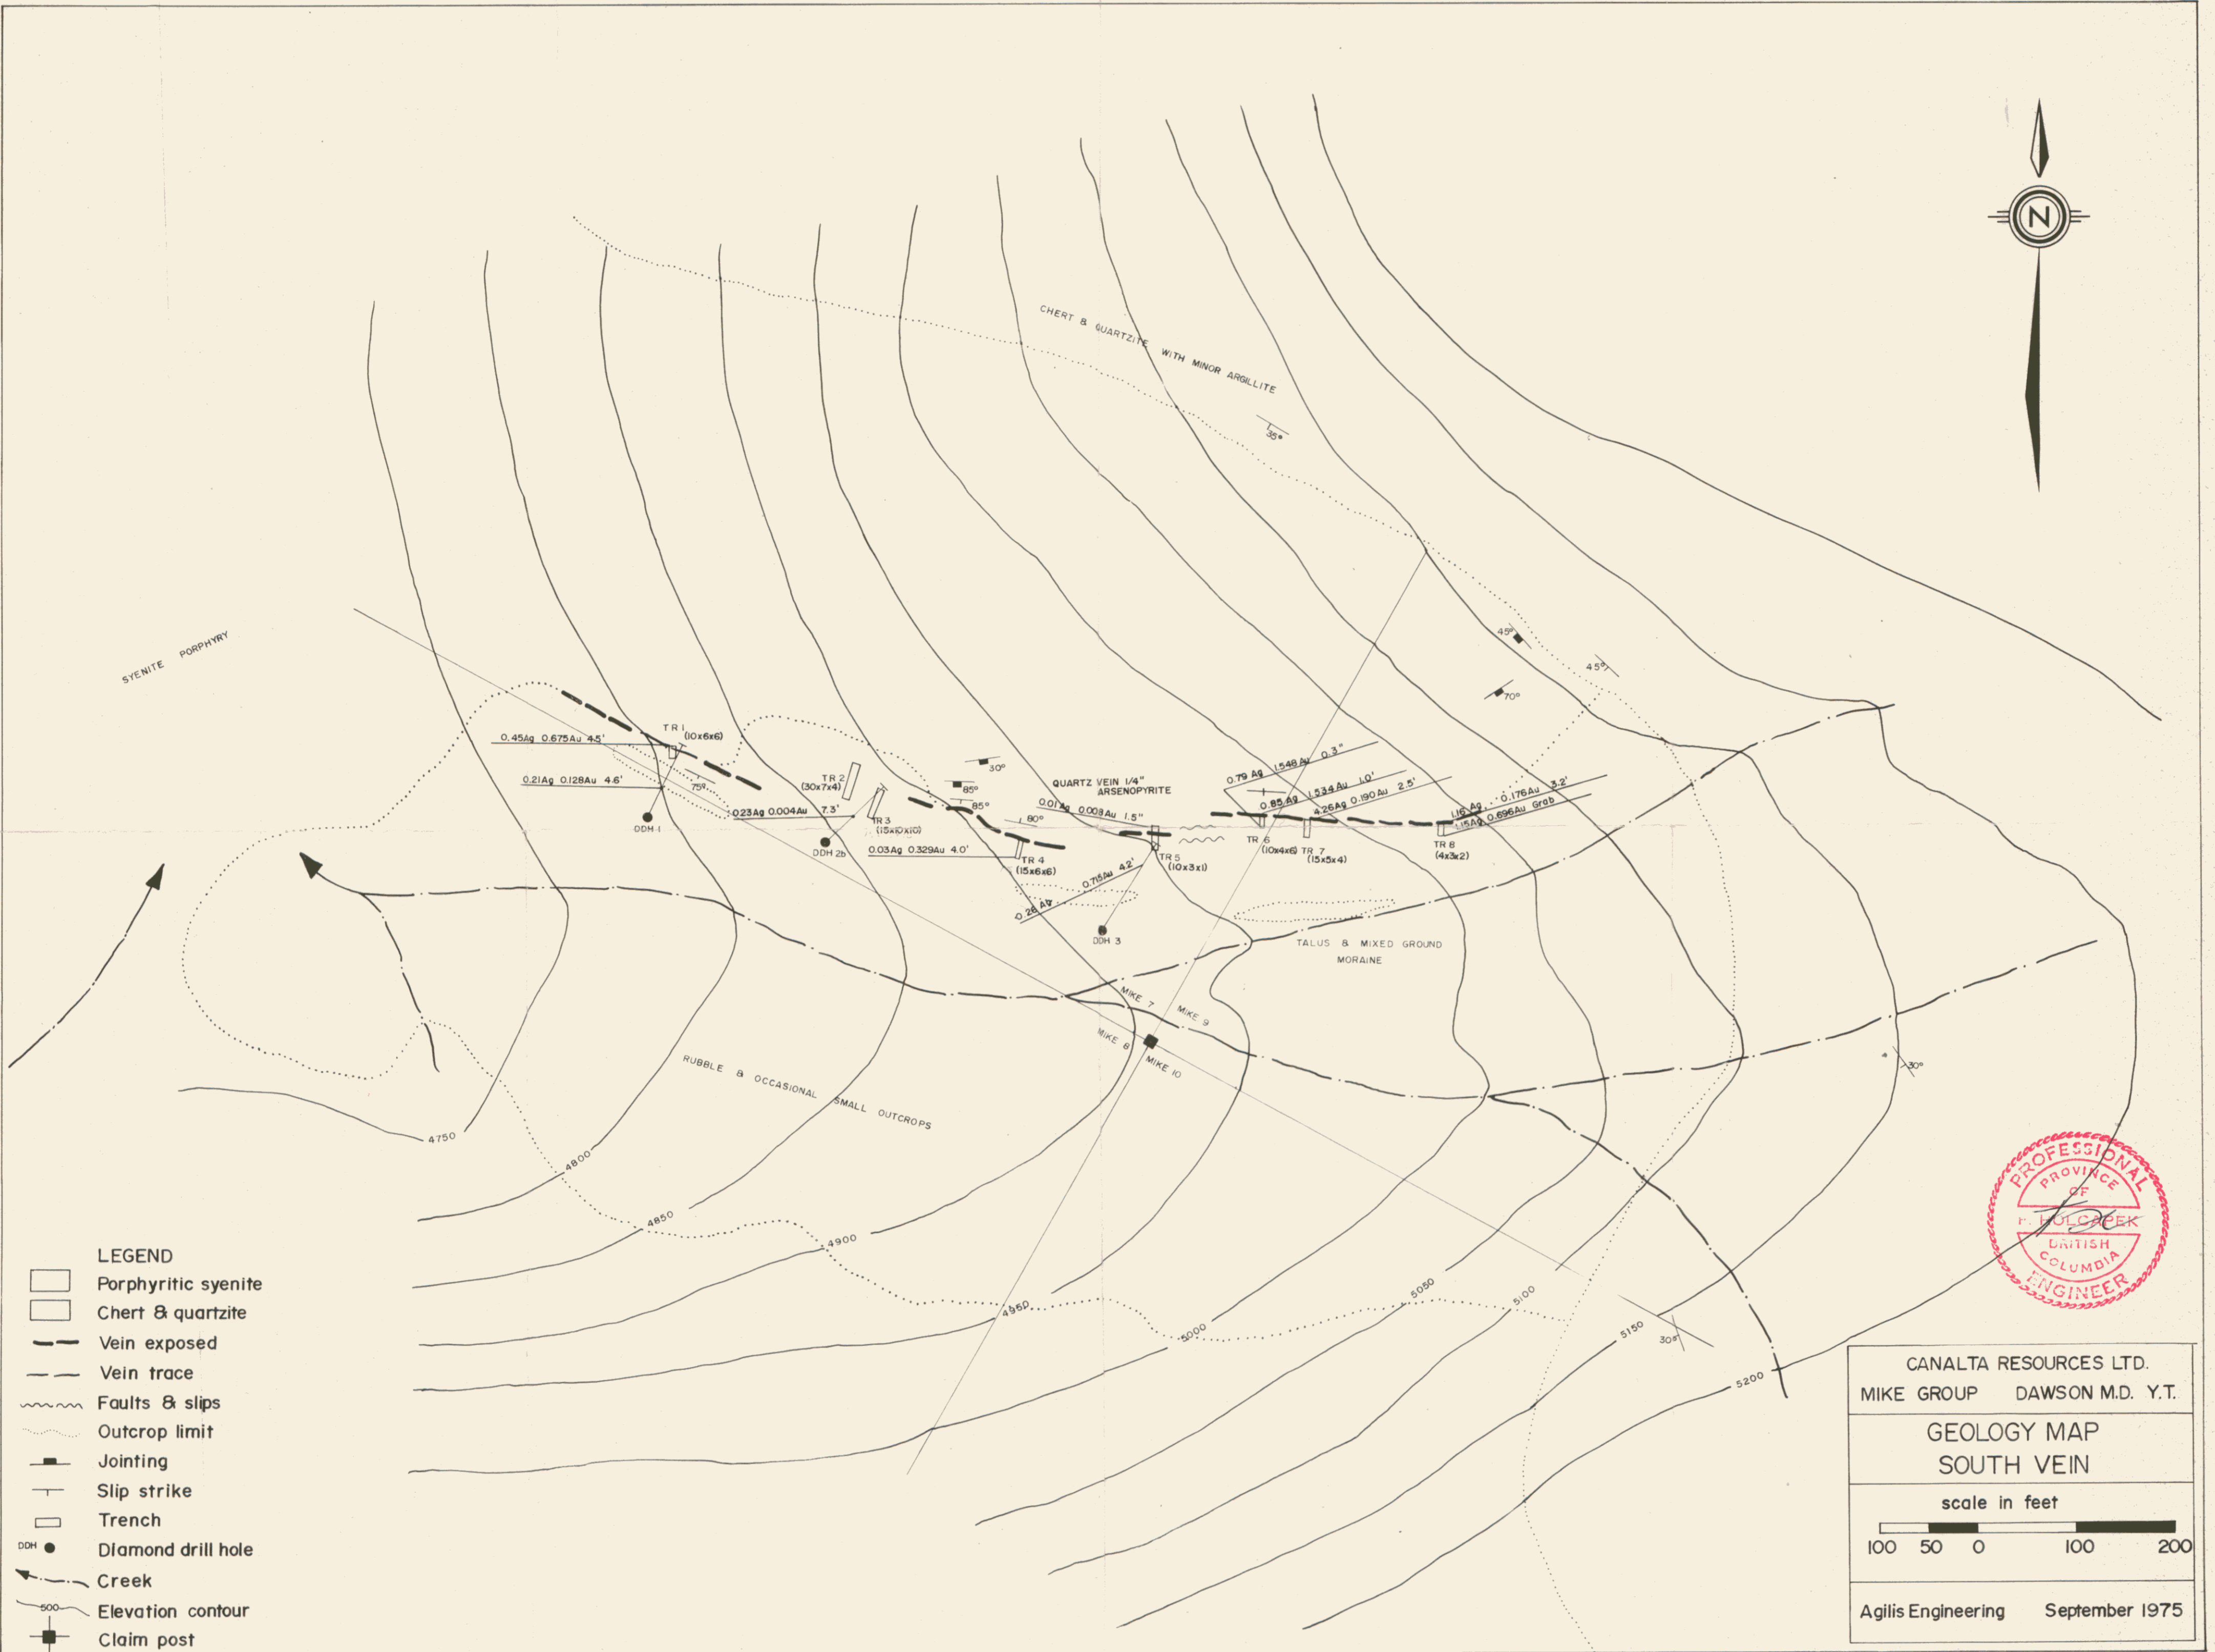 N
CHERT & QUARTZITE WITH MINOR ARGILLITE
35°
SYENITE PORPHYRY
45°
45°
70°
TR 1
(10x6x6)
0.45Ag 0.675Au 4.5'
0.21Ag 0.128Au 4.6'
75°
DDH 1
TR 2
(30x7x4)
0.23Ag 0.004Au 7.3'
TR 3
(15x10x10)
DDH 2b
30°
85°
85°
80°
0.03Ag 0.329Au 4.0'
TR 4
(15x6x6)
QUARTZ VEIN 1/4"
ARSENOPYRITE
0.01Ag 0.008Au 1.5"
TR 5
(10x3x1)
0.26 Ag 0.715Au 4.2'
DDH 3
0.79 Ag 1.548Au 0.3"
0.85 Ag 1.534 Au 1.0'
4.26Ag 0.190Au 2.5'
1.16 Ag 0.176Au 3.2'
1.15Ag 0.696Au Grab
TR 6
(10x4x6)
TR 7
(15x5x4)
TR 8
(4x3x2)
TALUS & MIXED GROUND
MORAINE
MIKE 7
MIKE 9
MIKE 8
MIKE 10
RUBBLE & OCCASIONAL SMALL OUTCROPS
30°
4750
4800
4850
4900
4950
5000
5050
5100
5150
5200
30°
PROFESSIONAL
PROVINCE
OF
F. HOLCAPEK
BRITISH
COLUMBIA
ENGINEER
LEGEND
Porphyritic syenite
Chert & quartzite
Vein exposed
Vein trace
Faults & slips
Outcrop limit
Jointing
Slip strike
Trench
DDH Diamond drill hole
Creek
500 Elevation contour
Claim post
CANALTA RESOURCES LTD.
MIKE GROUP DAWSON M.D. Y.T.
GEOLOGY MAP
SOUTH VEIN
scale in feet
100 50 0 100 200
Agilis Engineering September 1975